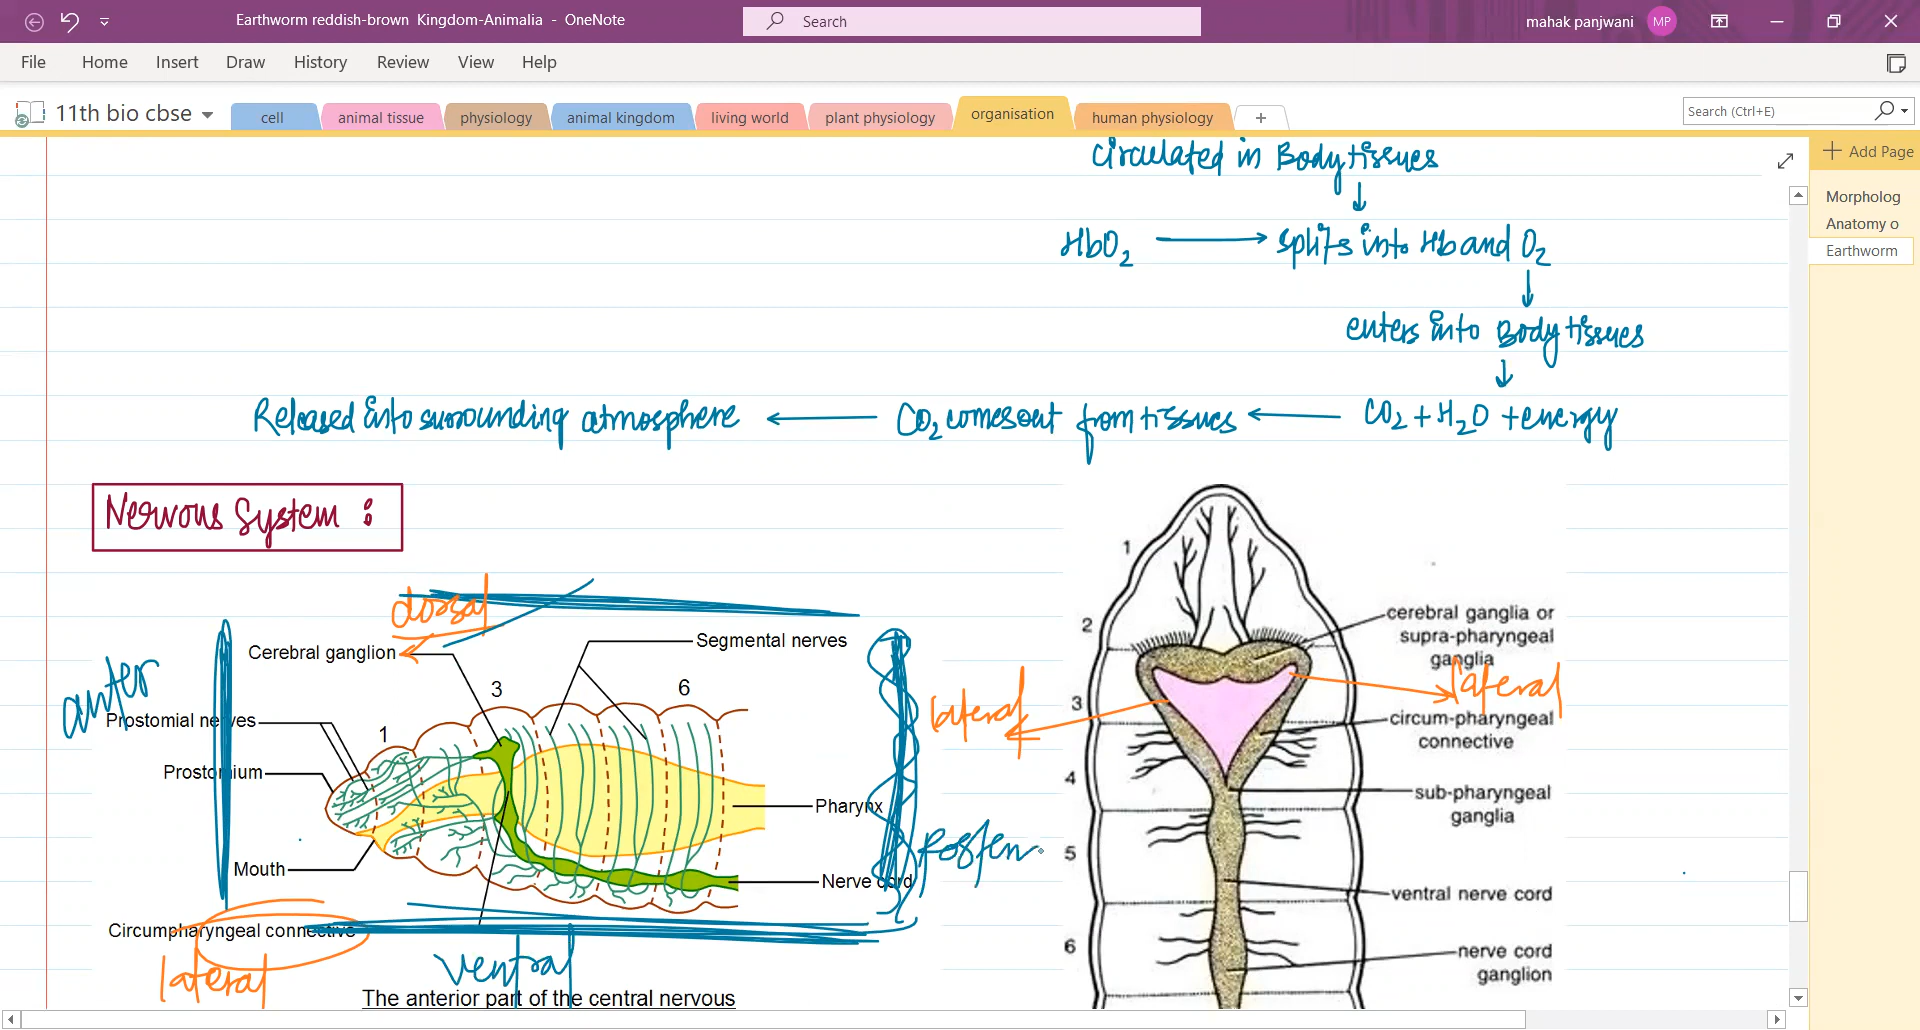 Earthworm reddish-brown Kingdom-Animalia - OneNote
Search
mahak panjwani
MP
File Home Insert Draw History Review View Help
11th bio cbse
cell
animal tissue
physiology
animal kingdom
living world
plant physiology
organisation
human physiology
+
Search (Ctrl+E)
Add Page
Morpholog
Anatomy o
Earthworm
Circulated in Body tissues
HbO2 → splits into Hb and O2
enters into Body tissues
CO2 + H2O + energy
CO2 comes out from tissues
Released into surrounding atmosphere
Nervous System :
dorsal
Cerebral ganglion
Segmental nerves
3
6
anter
Prostomial nerves
1
Prostomium
Pharynx
Mouth
Nerve cord
Circumpharyngeal connective
lateral
ventral
The anterior part of the central nervous
lateral
1
2
cerebral ganglia or
supra-pharyngeal
ganglia
lateral
3
circum-pharyngeal
connective
4
sub-pharyngeal
ganglia
5
ventral nerve cord
6
nerve cord
ganglion